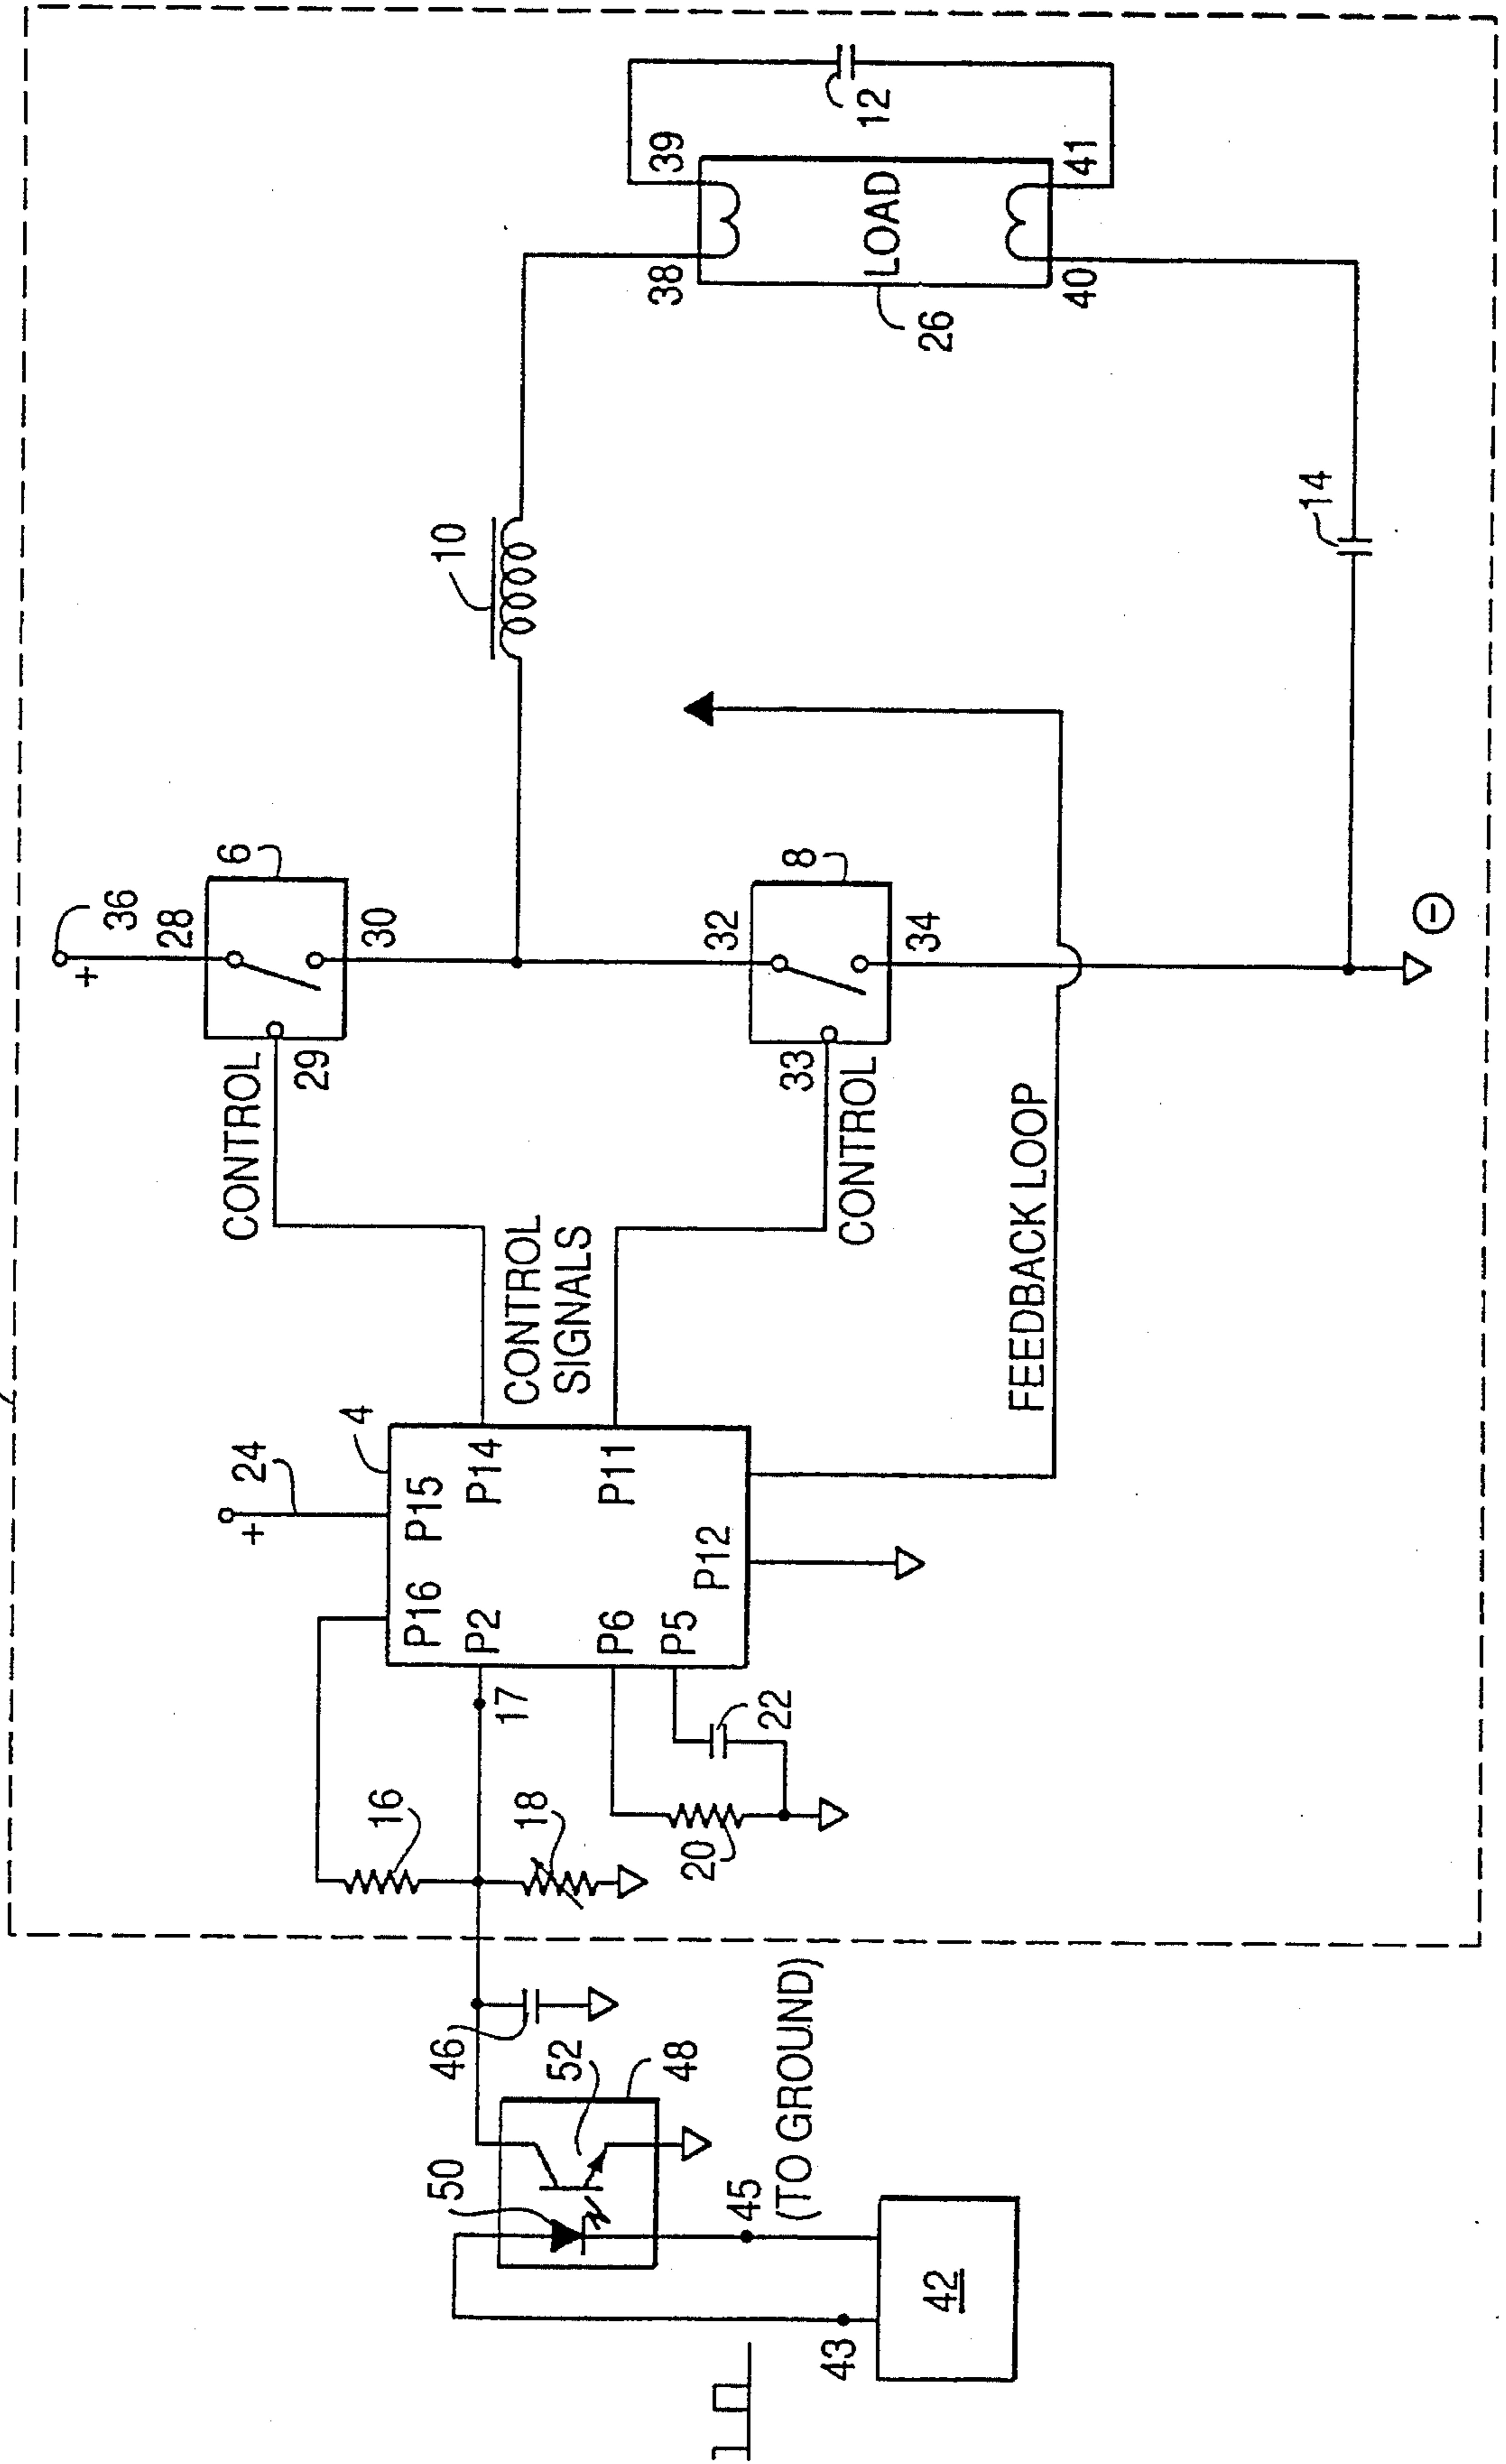 36
+
28
6
CONTROL
29
30
24
+
4
P16
P15
P2
P14
P6
P11
P5
P12
CONTROL
SIGNALS
10
38
39
LOAD
12
26
40
41
32
8
33
34
CONTROL
FEEDBACK LOOP
14
16
17
18
20
22
46
50
52
48
45
(TO GROUND)
43
42
−